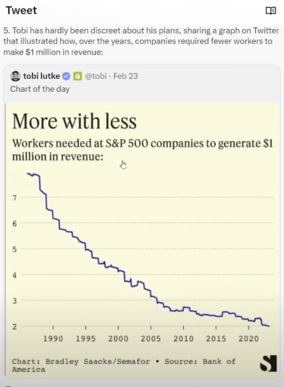 Tweet
5. Tobi has hardly been discreet about his plans, sharing a graph on Twitter
that illustrated how, over the years, companies required fewer workers to
make $1 million in revenue:
tobi lutke @tobi · Feb 23
Chart of the day
More with less
Workers needed at S&P 500 companies to generate $1
million in revenue:
7
6
5
4
3
2
1990 1995 2000 2005 2010 2015 2020
Chart: Bradley Saacks/Semafor • Source: Bank of
America